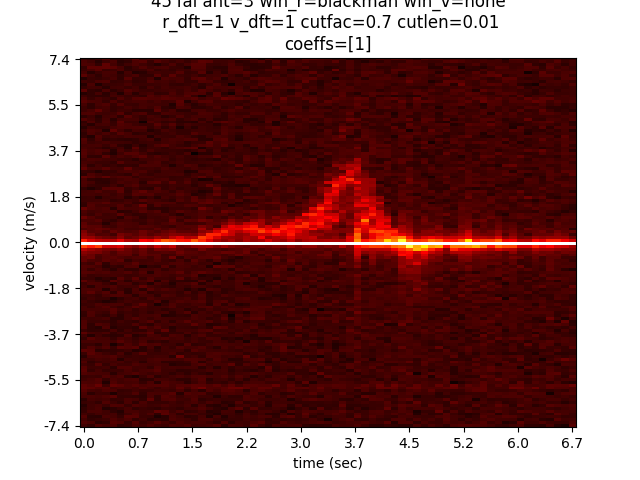 45 fal ant=3 win_r=blackman win_v=none
r_dft=1 v_dft=1 cutfac=0.7 cutlen=0.01
coeffs=[1]
7.4
5.5
3.7
1.8
0.0
-1.8
-3.7
-5.5
-7.4
velocity (m/s)
0.0 0.7 1.5 2.2 3.0 3.7 4.5 5.2 6.0 6.7
time (sec)